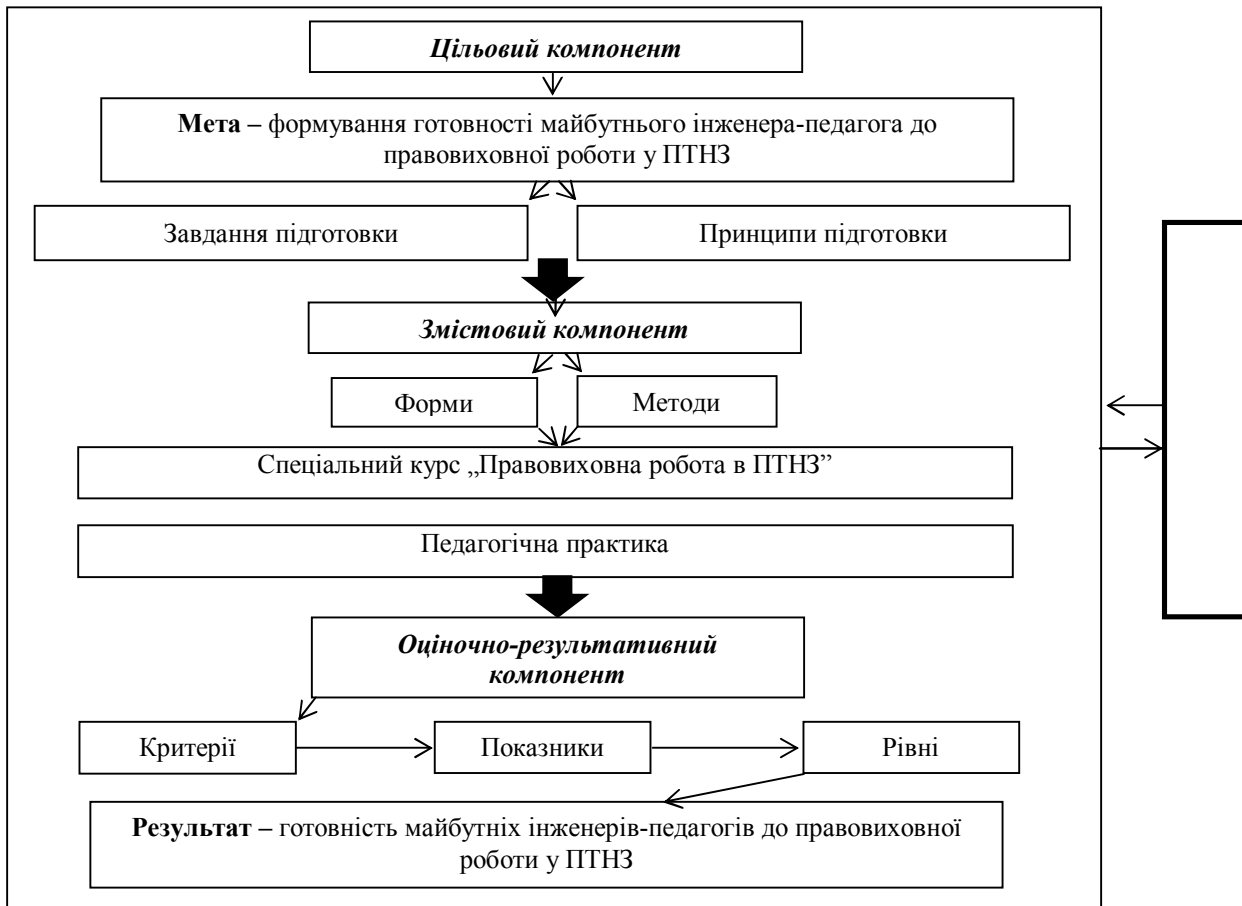 Цільовий компонент
Мета – формування готовності майбутнього інженера-педагога до
правовиховної роботи у ПТНЗ
Завдання підготовки
Принципи підготовки
Змістовий компонент
Форми
Методи
Спеціальний курс „Правовиховна робота в ПТНЗ”
Педагогічна практика
Оціночно-результативний
компонент
Критерії
Показники
Рівні
Результат – готовність майбутніх інженерів-педагогів до правовиховної
роботи у ПТНЗ